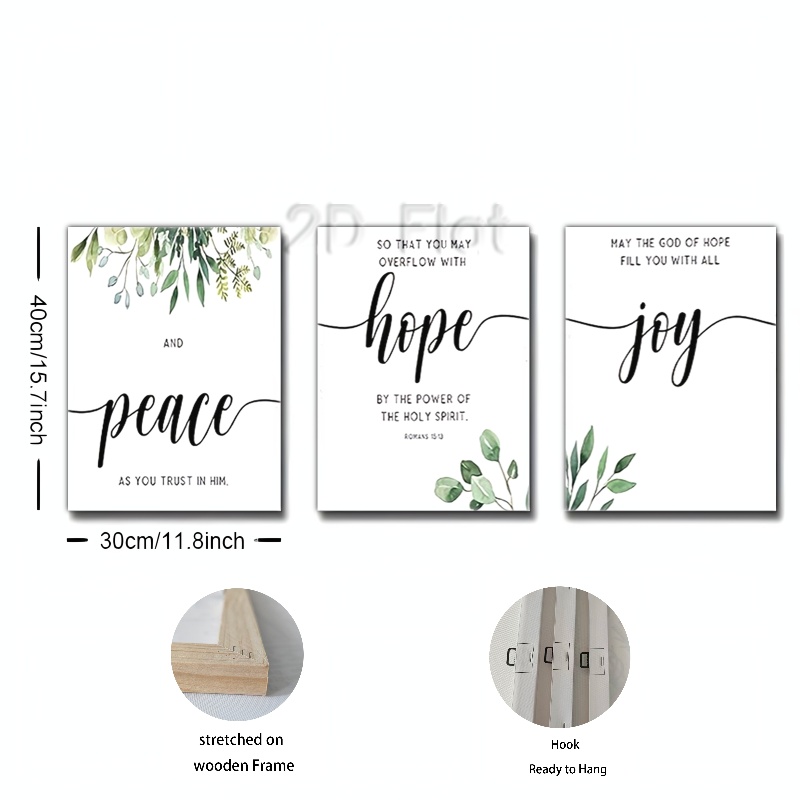 2D Flat
40cm/15.7inch
AND
peace
AS YOU TRUST IN HIM.
30cm/11.8inch
SO THAT YOU MAY
OVERFLOW WITH
hope
BY THE POWER OF
THE HOLY SPIRIT.
ROMANS 15:13
MAY THE GOD OF HOPE
FILL YOU WITH ALL
joy
stretched on
wooden Frame
Hook
Ready to Hang